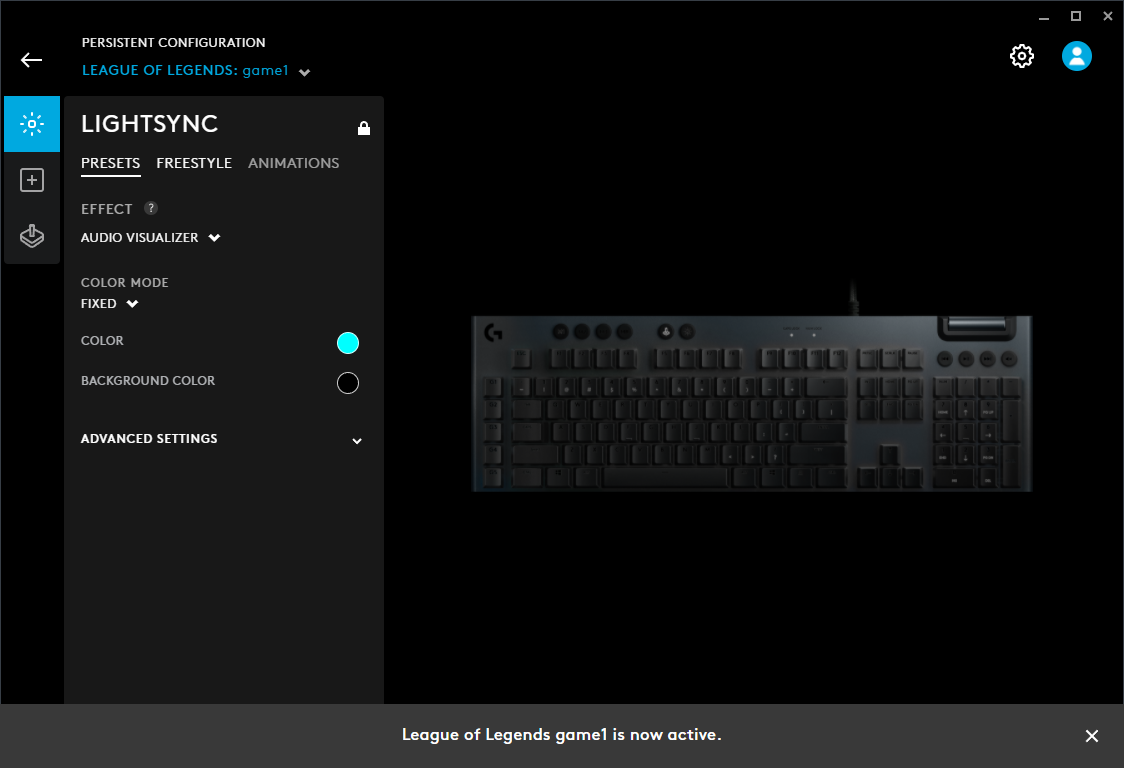 PERSISTENT CONFIGURATION
LEAGUE OF LEGENDS: game1
LIGHTSYNC
PRESETS FREESTYLE ANIMATIONS
EFFECT ?
AUDIO VISUALIZER
COLOR MODE
FIXED
COLOR
BACKGROUND COLOR
ADVANCED SETTINGS
League of Legends game1 is now active.